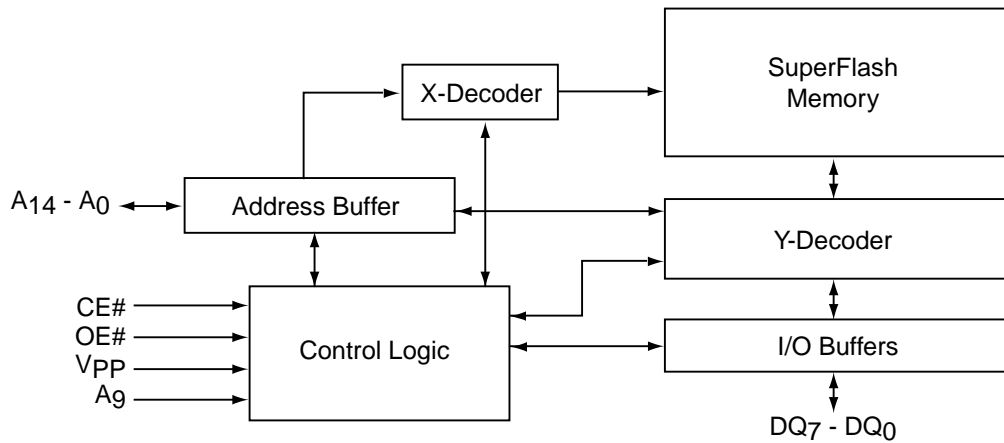 SuperFlash
Memory
X-Decoder
A14 - A0
Address Buffer
Y-Decoder
CE#
OE#
VPP
A9
Control Logic
I/O Buffers
DQ7 - DQ0